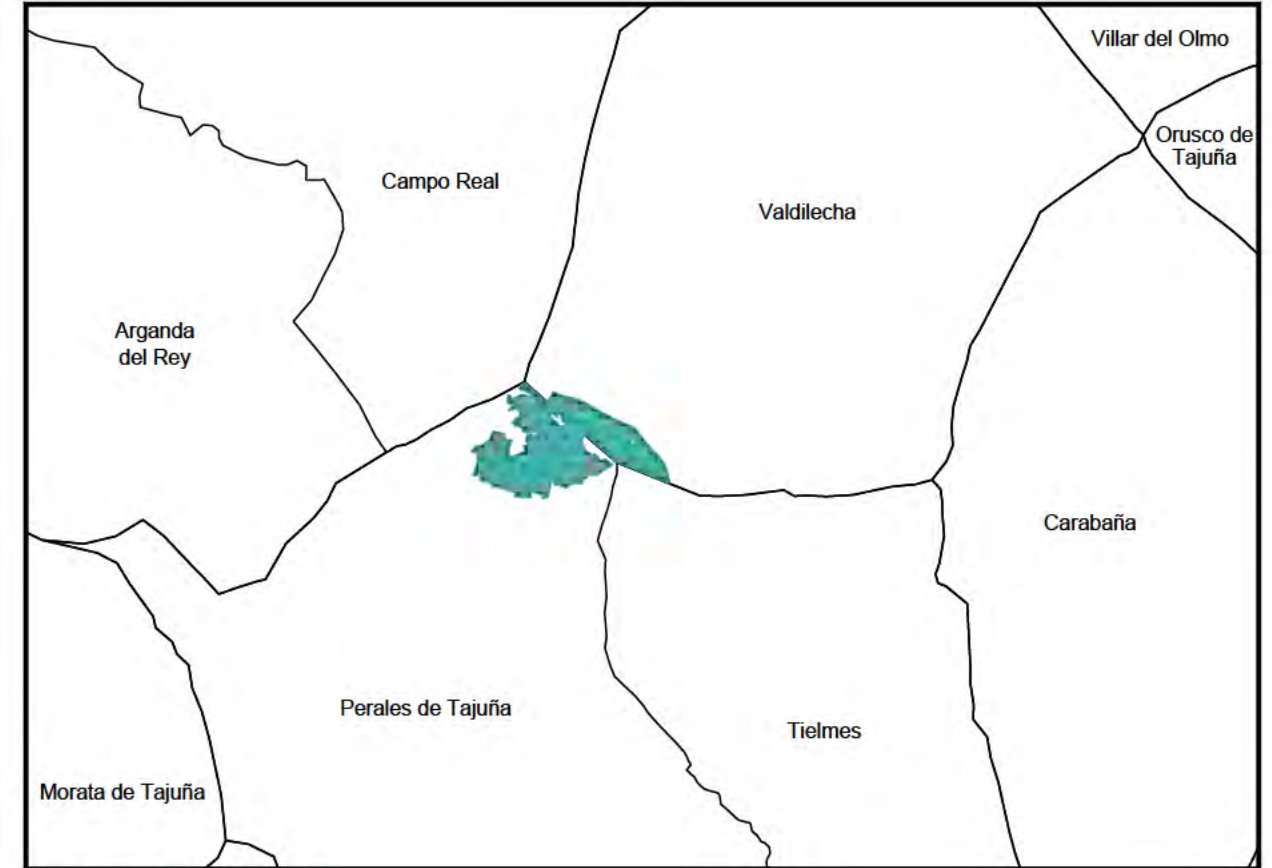 Villar del Olmo
Orusco de
Tajuña
Campo Real
Valdilecha
Arganda
del Rey
Carabaña
Perales de Tajuña
Tielmes
Morata de Tajuña